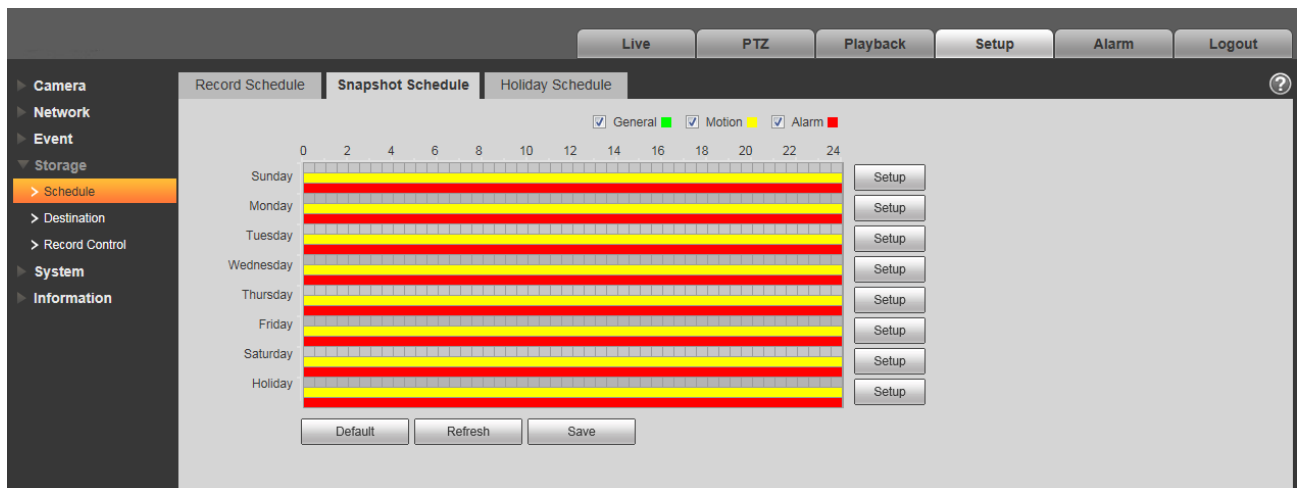 Live PTZ Playback Setup Alarm Logout
Camera
Network
Event
Storage
> Schedule
> Destination
> Record Control
System
Information
Record Schedule Snapshot Schedule Holiday Schedule ?
General Motion Alarm
0 2 4 6 8 10 12 14 16 18 20 22 24
Sunday Setup
Monday Setup
Tuesday Setup
Wednesday Setup
Thursday Setup
Friday Setup
Saturday Setup
Holiday Setup
Default Refresh Save